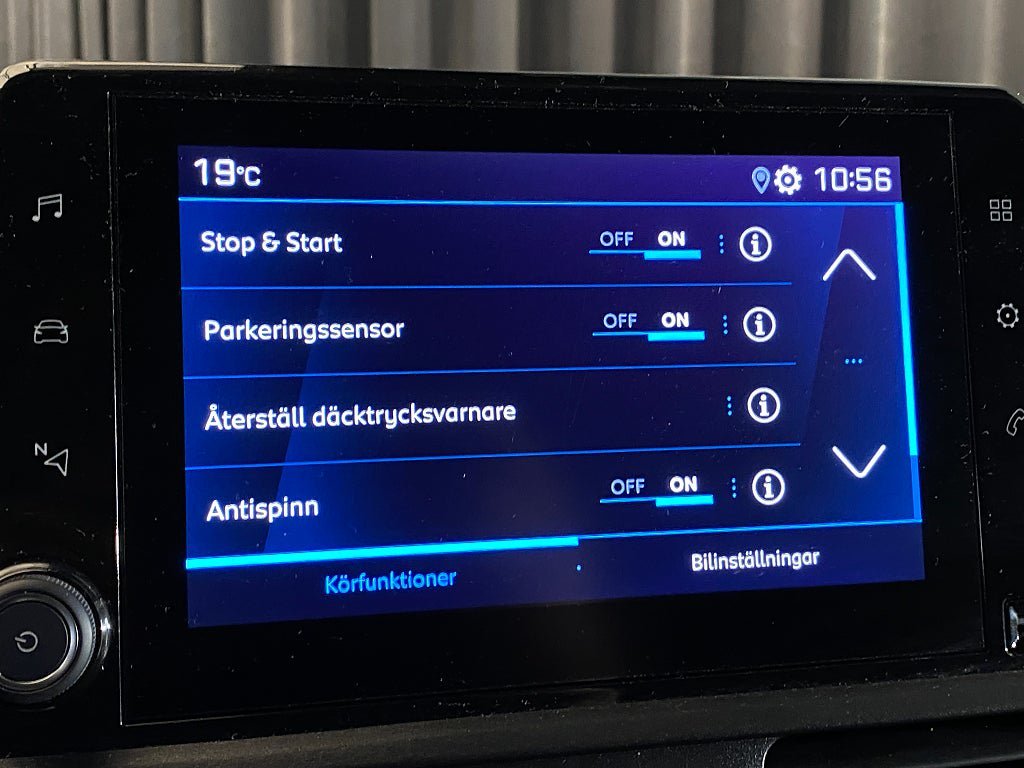 19°C 10:56
Stop & Start OFF ON i
Parkeringssensor OFF ON i
Återställ däcktrycksvarnare i
Antispinn OFF ON i
Körfunktioner Bilinställningar
N